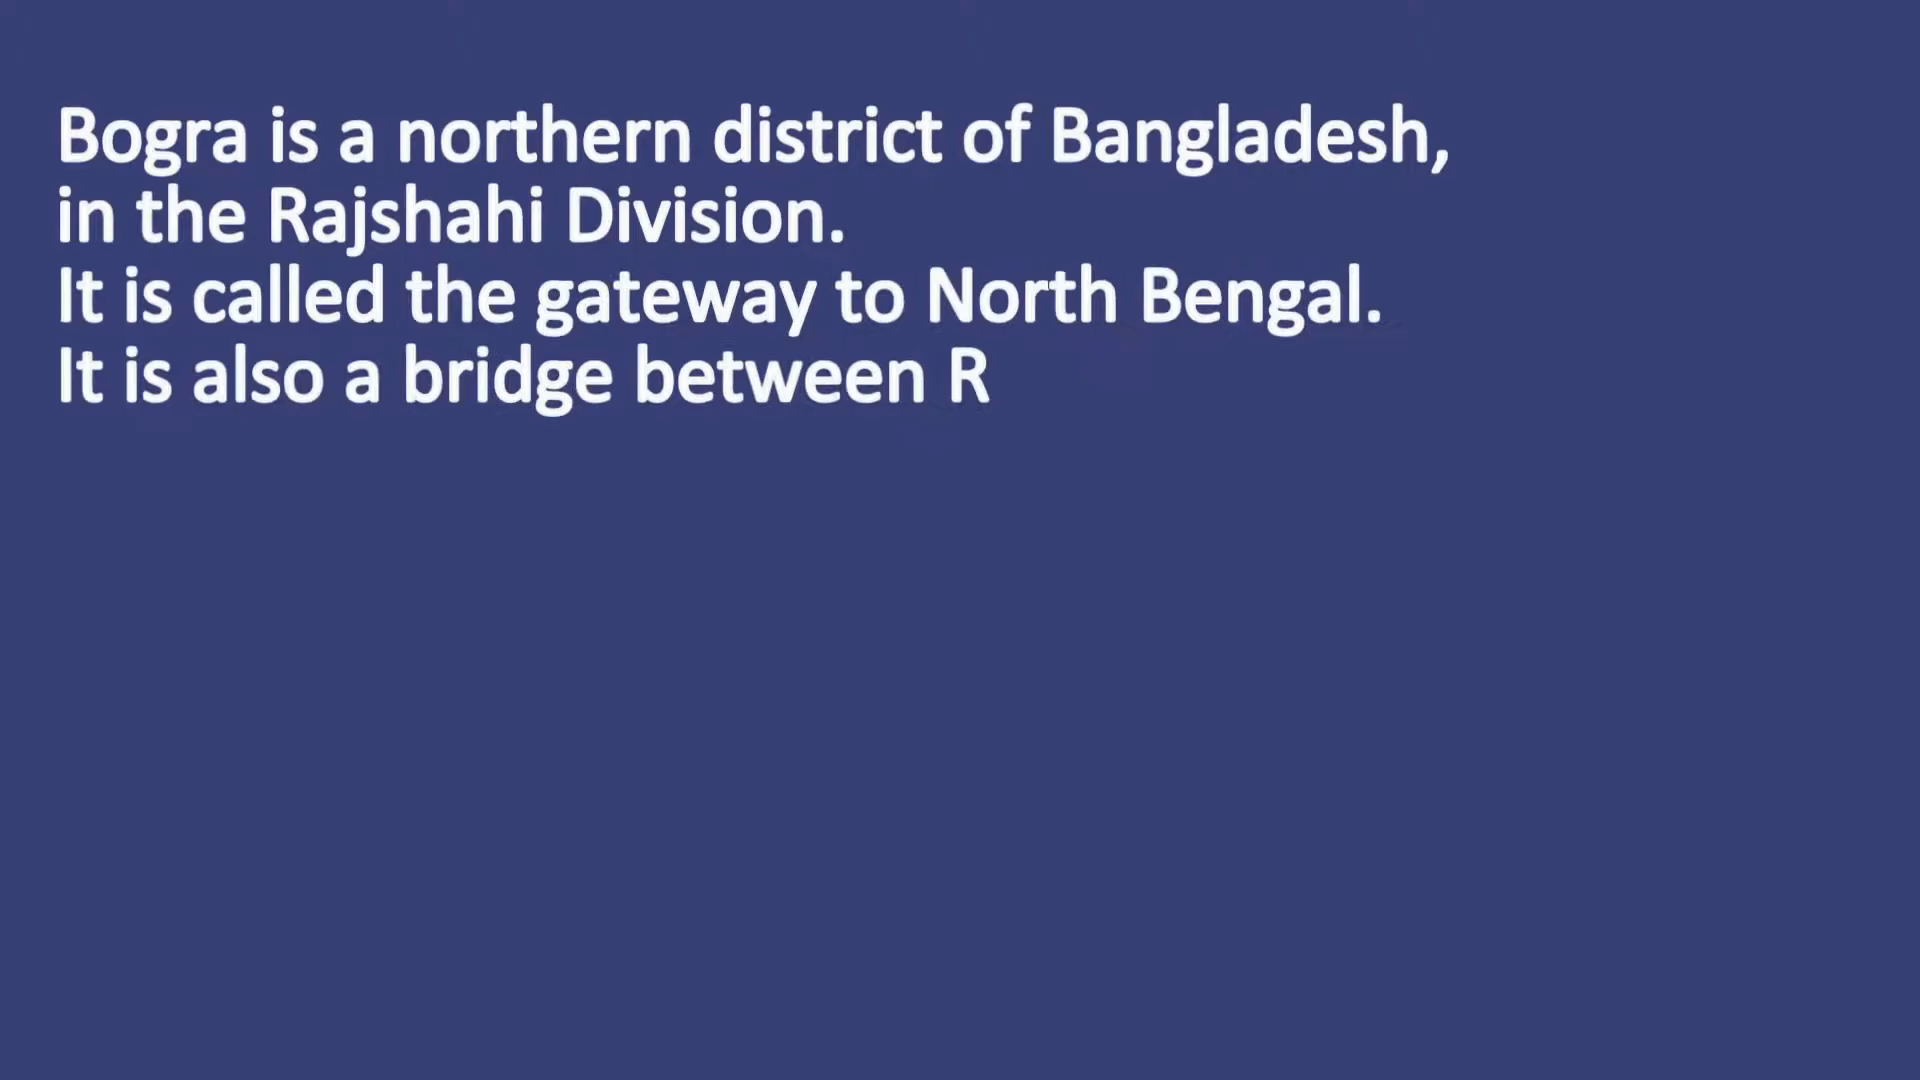 Bogra is a northern district of Bangladesh,
in the Rajshahi Division.
It is called the gateway to North Bengal.
It is also a bridge between R